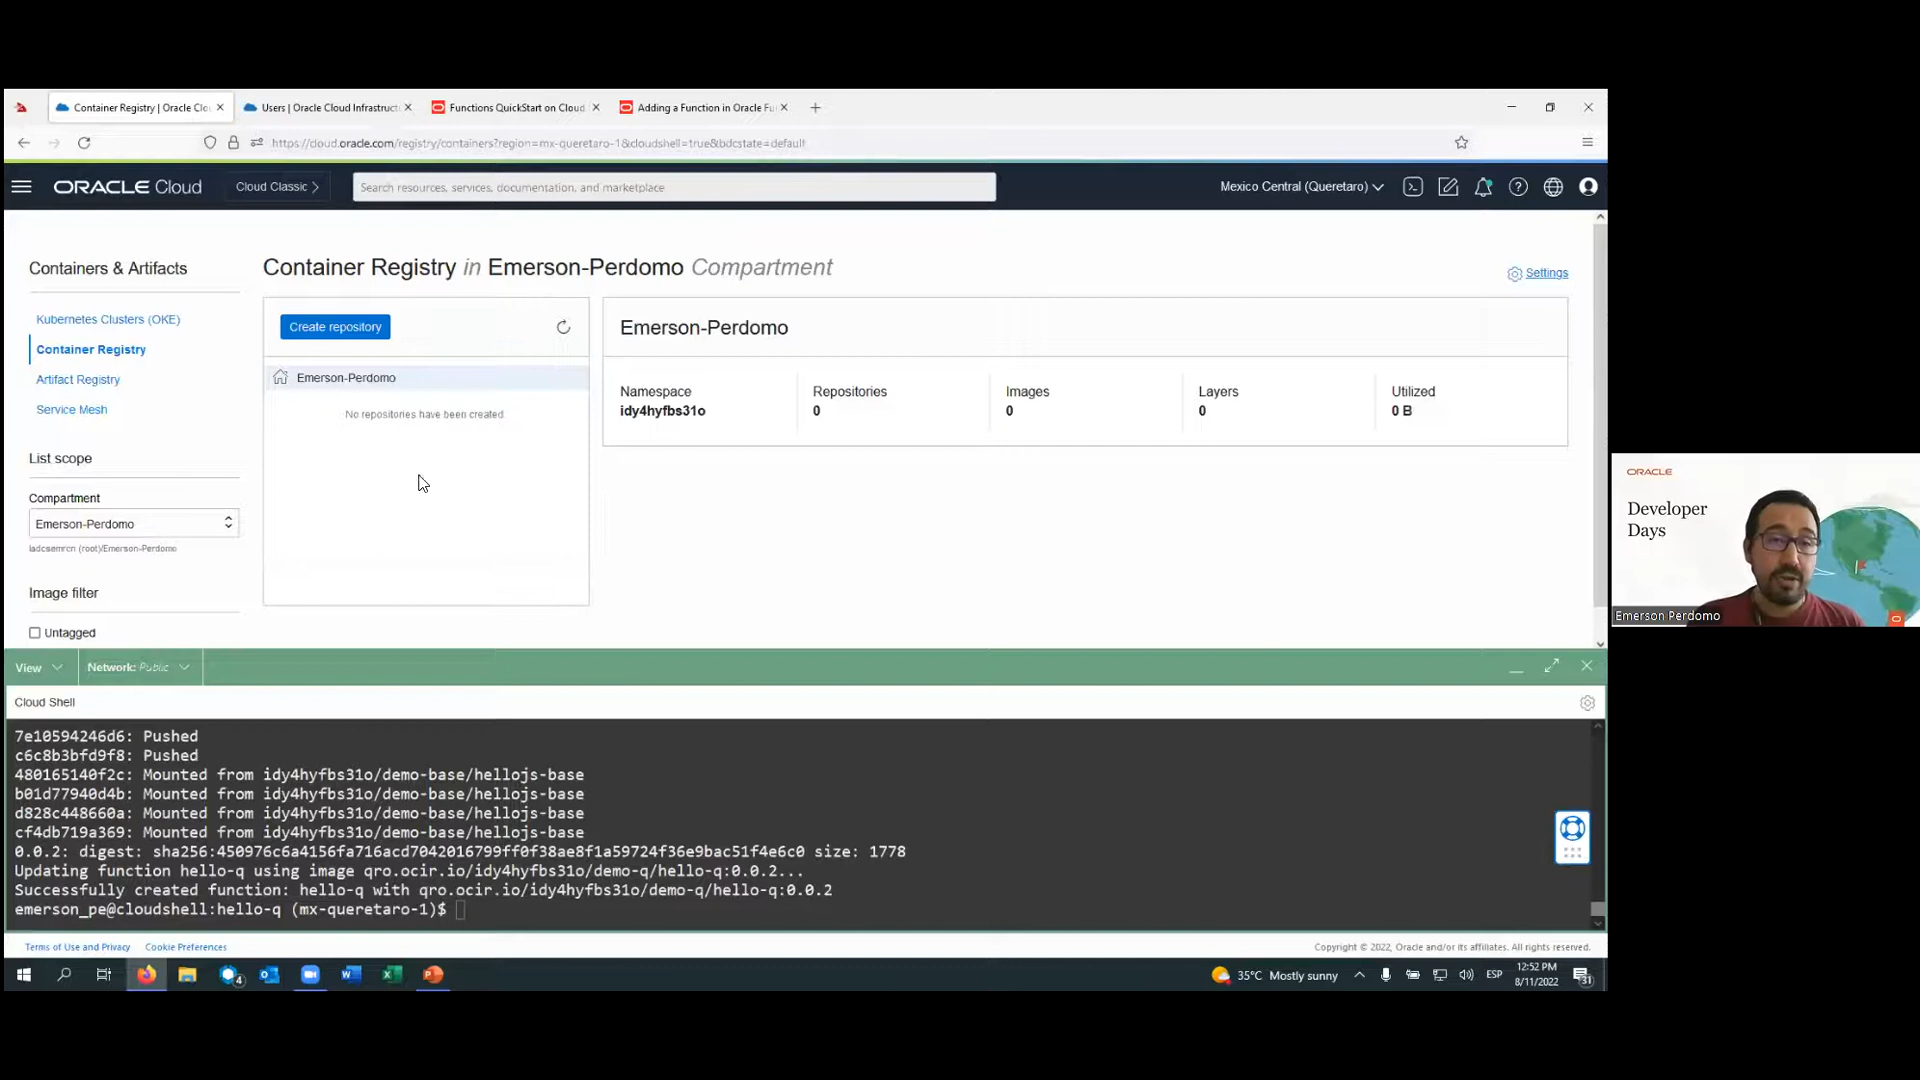 Container Registry | Oracle Clo
Users | Oracle Cloud Infrastruct
Functions QuickStart on Cloud
Adding a Function in Oracle Fu
https://cloud.oracle.com/registry/containers?region=mx-queretaro-1&cloudshell=true&bdcstate=default
ORACLE Cloud
Cloud Classic
Search resources, services, documentation, and marketplace
Mexico Central (Queretaro)
Containers & Artifacts
Kubernetes Clusters (OKE)
Container Registry
Artifact Registry
Service Mesh
List scope
Compartment
Emerson-Perdomo
ladcsemrcn (root)/Emerson-Perdomo
Image filter
Untagged
Container Registry in Emerson-Perdomo Compartment
Settings
Create repository
Emerson-Perdomo
No repositories have been created
Emerson-Perdomo
Namespace
idy4hyfbs31o
Repositories
0
Images
0
Layers
0
Utilized
0 B
View
Network: Public
Cloud Shell
7e10594246d6: Pushed
c6c8b3bfd9f8: Pushed
480165140f2c: Mounted from idy4hyfbs31o/demo-base/hellojs-base
b01d77940d4b: Mounted from idy4hyfbs31o/demo-base/hellojs-base
d828c448660a: Mounted from idy4hyfbs31o/demo-base/hellojs-base
cf4db719a369: Mounted from idy4hyfbs31o/demo-base/hellojs-base
0.0.2: digest: sha256:450976c6a4156fa716acd7042016799ff0f38ae8f1a59724f36e9bac51f4e6c0 size: 1778
Updating function hello-q using image qro.ocir.io/idy4hyfbs31o/demo-q/hello-q:0.0.2...
Successfully created function: hello-q with qro.ocir.io/idy4hyfbs31o/demo-q/hello-q:0.0.2
emerson_pe@cloudshell:hello-q (mx-queretaro-1)$
Terms of Use and Privacy
Cookie Preferences
Copyright © 2022, Oracle and/or its affiliates. All rights reserved.
4
35°C Mostly sunny
ESP
12:52 PM
8/11/2022
31
ORACLE
Developer
Days
Emerson Perdomo